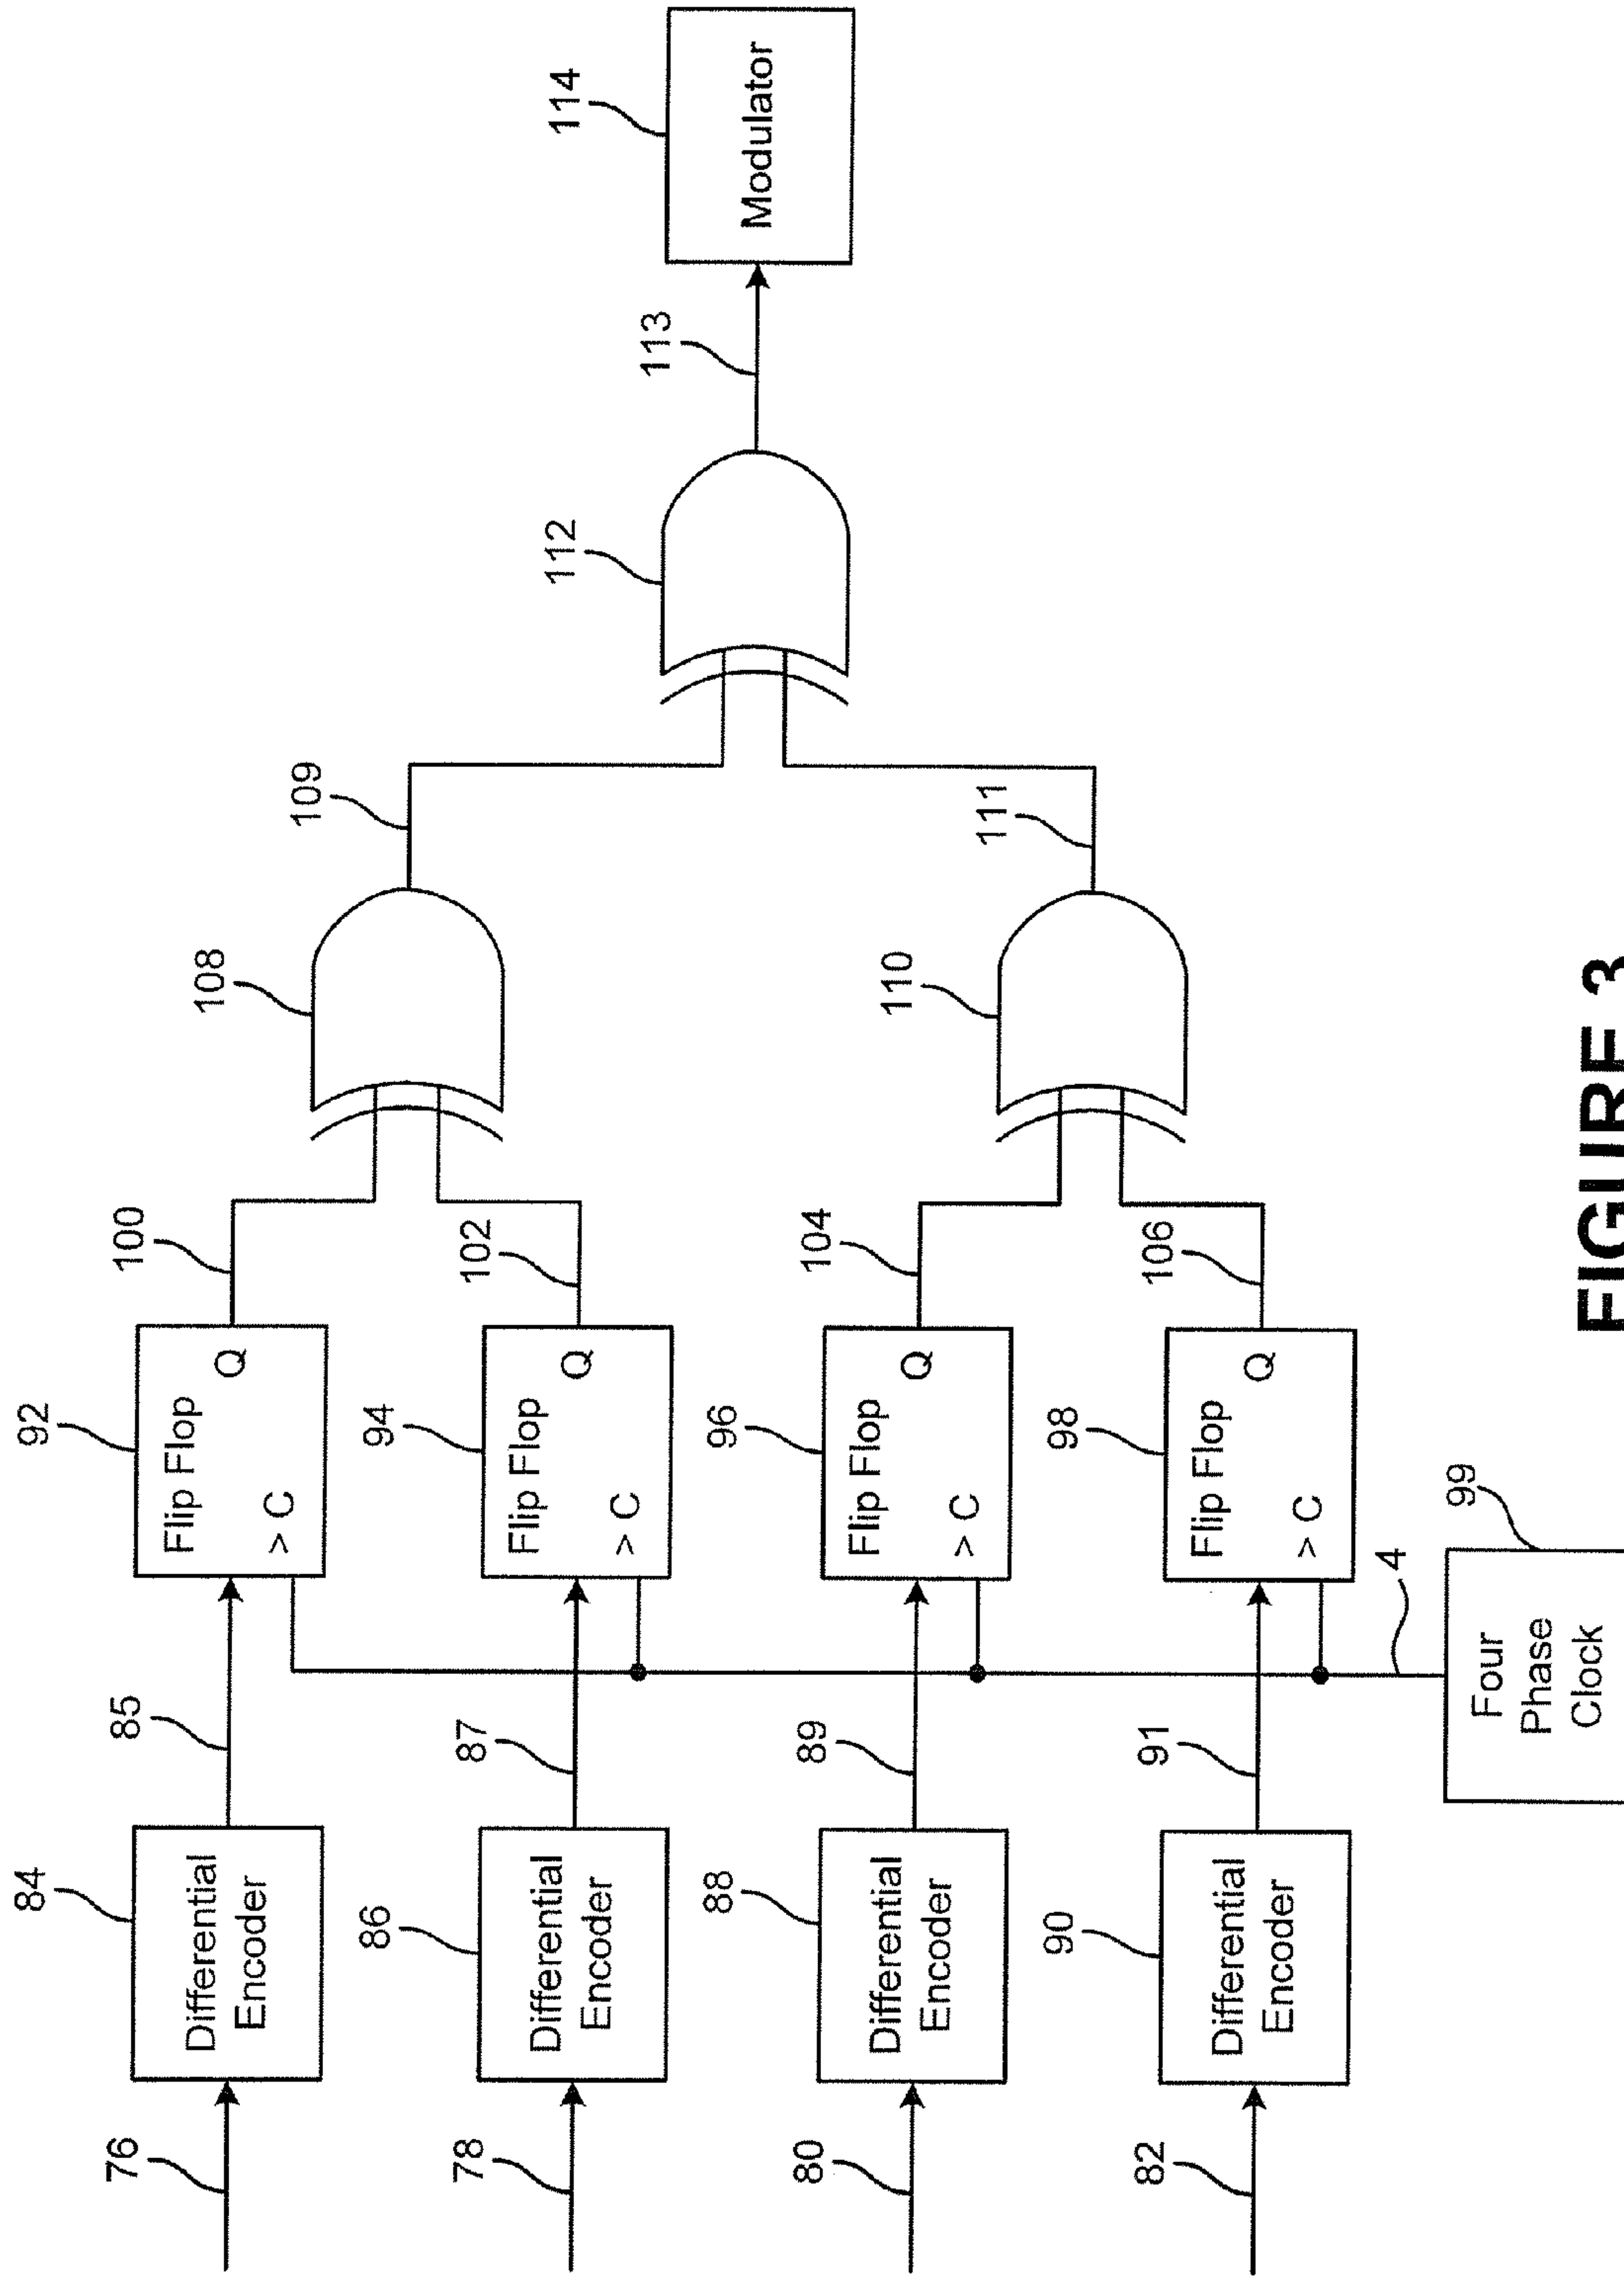 76
84
Differential
Encoder
85
92
Flip Flop
> C
Q
100
78
86
Differential
Encoder
87
94
Flip Flop
> C
Q
102
108
109
80
88
Differential
Encoder
89
96
Flip Flop
> C
Q
104
82
90
Differential
Encoder
91
98
Flip Flop
> C
Q
106
110
111
112
113
114
Modulator
4
99
Four
Phase
Clock
FIGURE 3